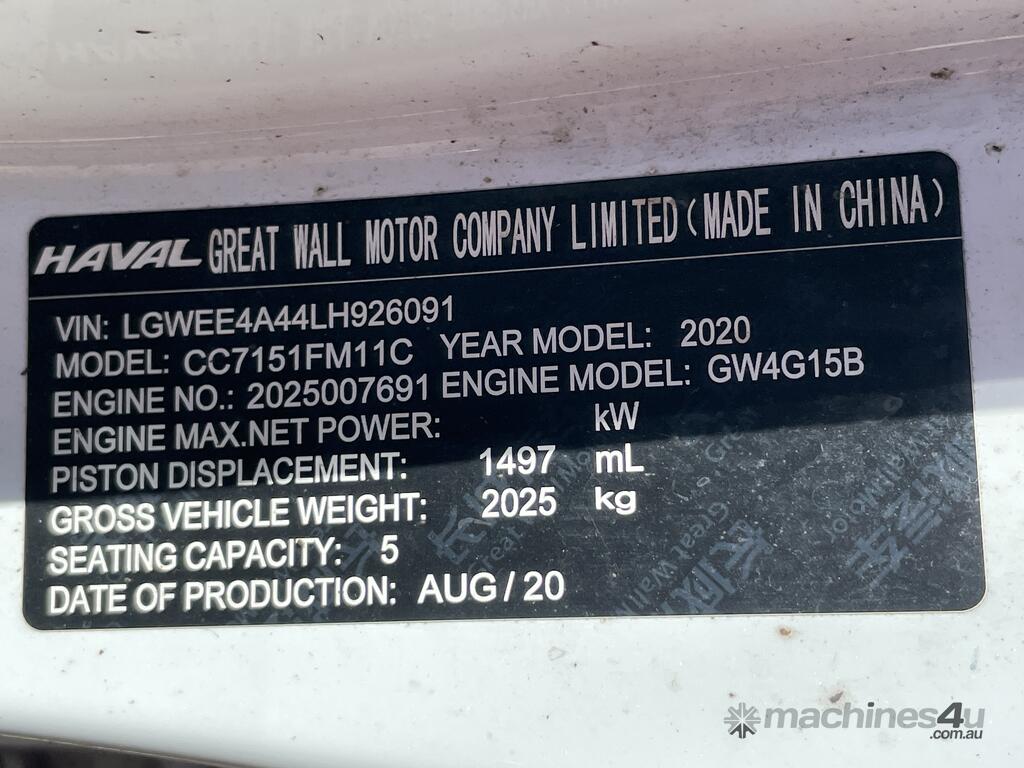 HAVAL GREAT WALL MOTOR COMPANY LIMITED (MADE IN CHINA)
VIN: LGWEE4A44LH926091
MODEL: CC7151FM11C YEAR MODEL: 2020
ENGINE NO.: 2025007691 ENGINE MODEL: GW4G15B
ENGINE MAX.NET POWER: kW
PISTON DISPLACEMENT: 1497 mL
GROSS VEHICLE WEIGHT: 2025 kg
SEATING CAPACITY: 5
DATE OF PRODUCTION: AUG / 20
machines4u
.com.au